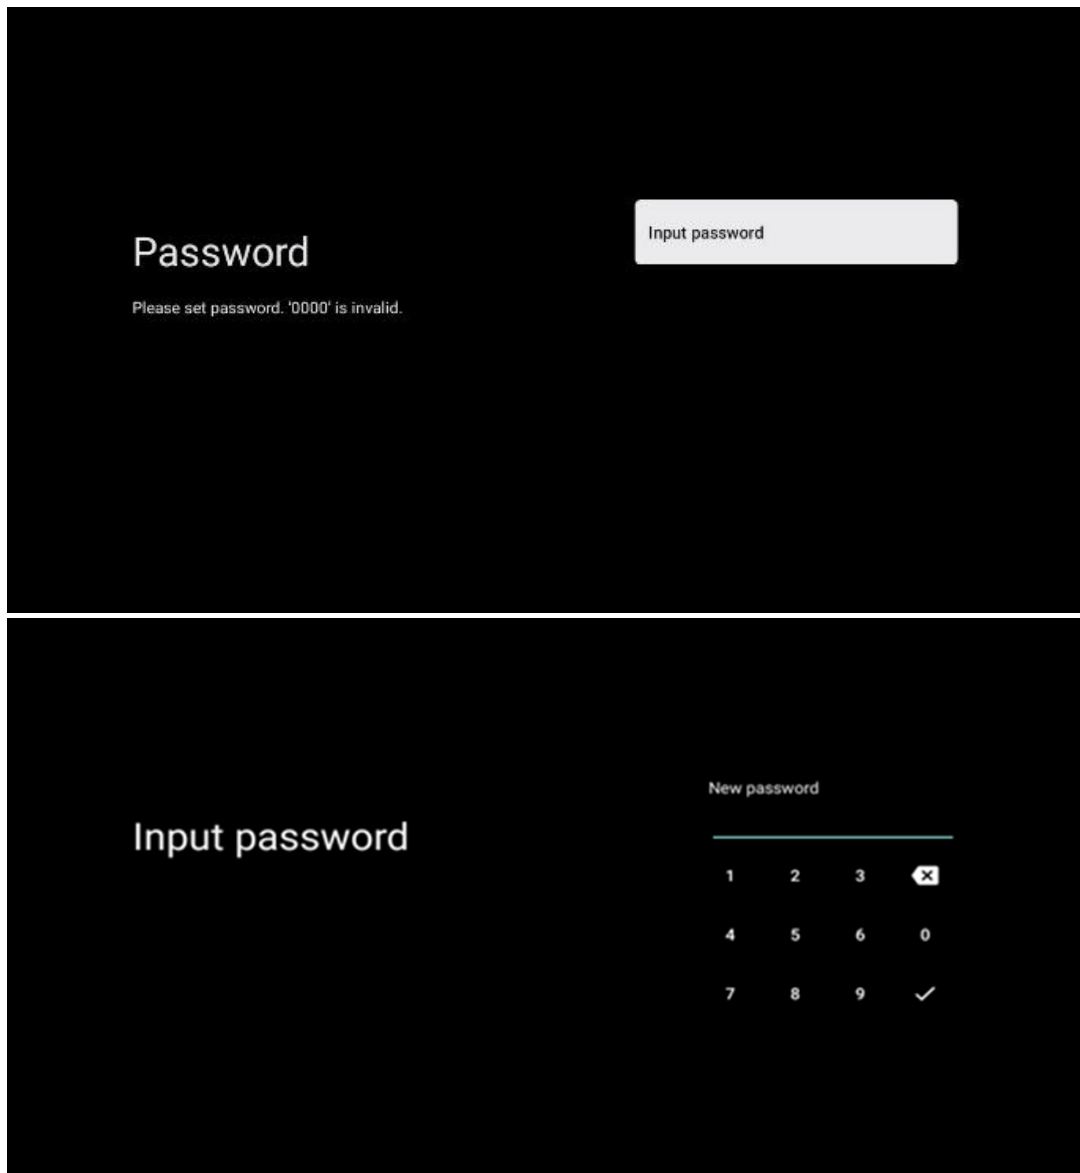 Password
Please set password. '0000' is invalid.
Input password
Input password
New password
1 2 3
4 5 6 0
7 8 9